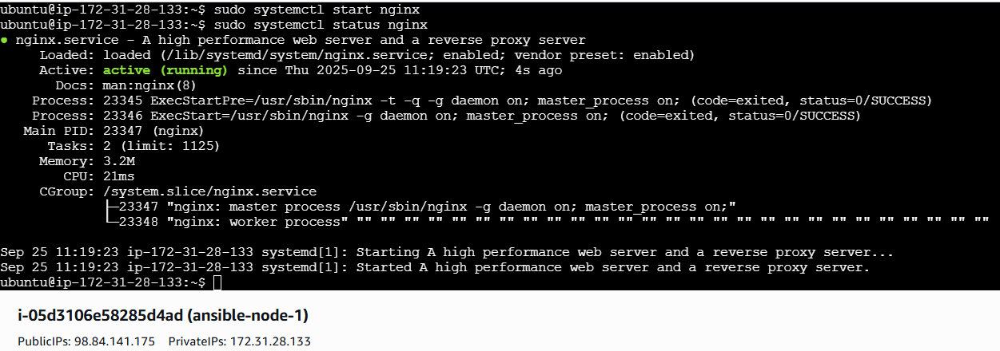 ubuntu@ip-172-31-28-133:~$ sudo systemctl start nginx
ubuntu@ip-172-31-28-133:~$ sudo systemctl status nginx
● nginx.service - A high performance web server and a reverse proxy server
     Loaded: loaded (/lib/systemd/system/nginx.service; enabled; vendor preset: enabled)
     Active: active (running) since Thu 2025-09-25 11:19:23 UTC; 4s ago
       Docs: man:nginx(8)
    Process: 23345 ExecStartPre=/usr/sbin/nginx -t -q -g daemon on; master_process on; (code=exited, status=0/SUCCESS)
    Process: 23346 ExecStart=/usr/sbin/nginx -g daemon on; master_process on; (code=exited, status=0/SUCCESS)
   Main PID: 23347 (nginx)
      Tasks: 2 (limit: 1125)
     Memory: 3.2M
        CPU: 21ms
     CGroup: /system.slice/nginx.service
             ├─23347 "nginx: master process /usr/sbin/nginx -g daemon on; master_process on;"
             └─23348 "nginx: worker process" "" "" "" "" "" "" "" "" "" "" "" "" "" "" "" "" "" "" "" "" "" "" "" "" "" "" ""
Sep 25 11:19:23 ip-172-31-28-133 systemd[1]: Starting A high performance web server and a reverse proxy server...
Sep 25 11:19:23 ip-172-31-28-133 systemd[1]: Started A high performance web server and a reverse proxy server.
ubuntu@ip-172-31-28-133:~$
i-05d3106e58285d4ad (ansible-node-1)
PublicIPs: 98.84.141.175 PrivateIPs: 172.31.28.133